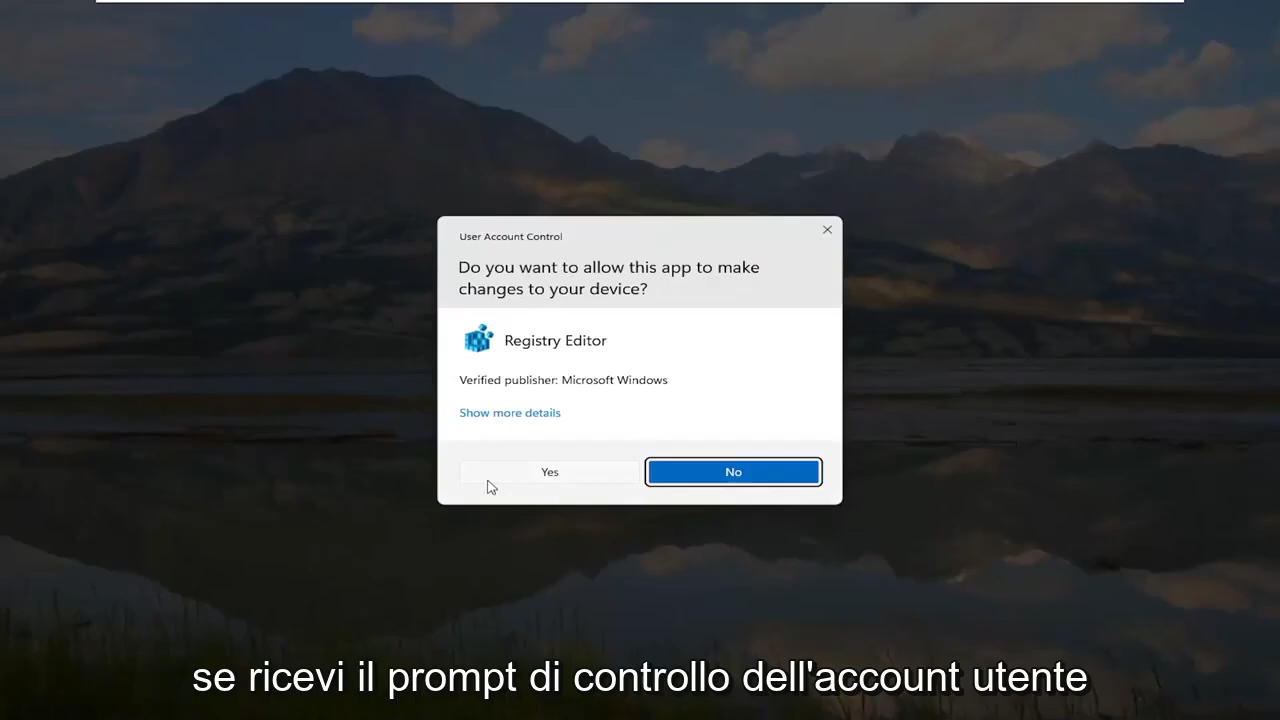 User Account Control
Do you want to allow this app to make
changes to your device?
Registry Editor
Verified publisher: Microsoft Windows
Show more details
Yes
No
se ricevi il prompt di controllo dell'account utente